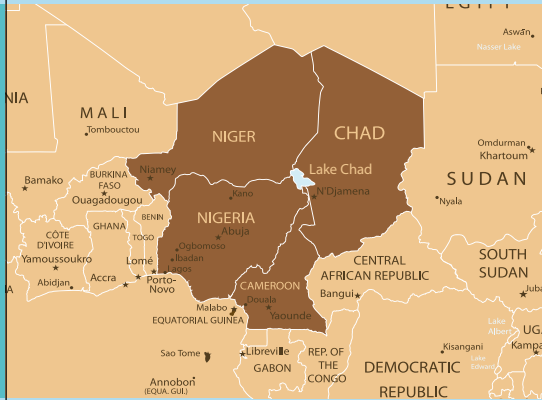 EGYPT
Aswan
Nasser Lake
NIA
MALI
Tombouctou
NIGER
CHAD
Omdurman
Khartoum
Lake Chad
Niamey
SUDAN
Bamako
BURKINA
FASO
Ouagadougou
Kano
N'Djamena
Nyala
BENIN
NIGERIA
GHANA
Abuja
CÔTE
D'IVOIRE
TOGO
Ogbomoso
Yamoussoukro
Ibadan
Lomé
Lagos
CENTRAL
AFRICAN REPUBLIC
SOUTH
SUDAN
A
Abidjan
Accra
Porto-
Novo
CAMEROON
Bangui
Juba
Malabo
Douala
EQUATORIAL GUINEA
Yaounde
Lake
Albert
UGA
Sao Tome
Libreville
REP. OF
THE
CONGO
Kisangani
Kampa
GABON
Lake
Edward
DEMOCRATIC
REPUBLIC
Annobon
(EQUA. GUI.)